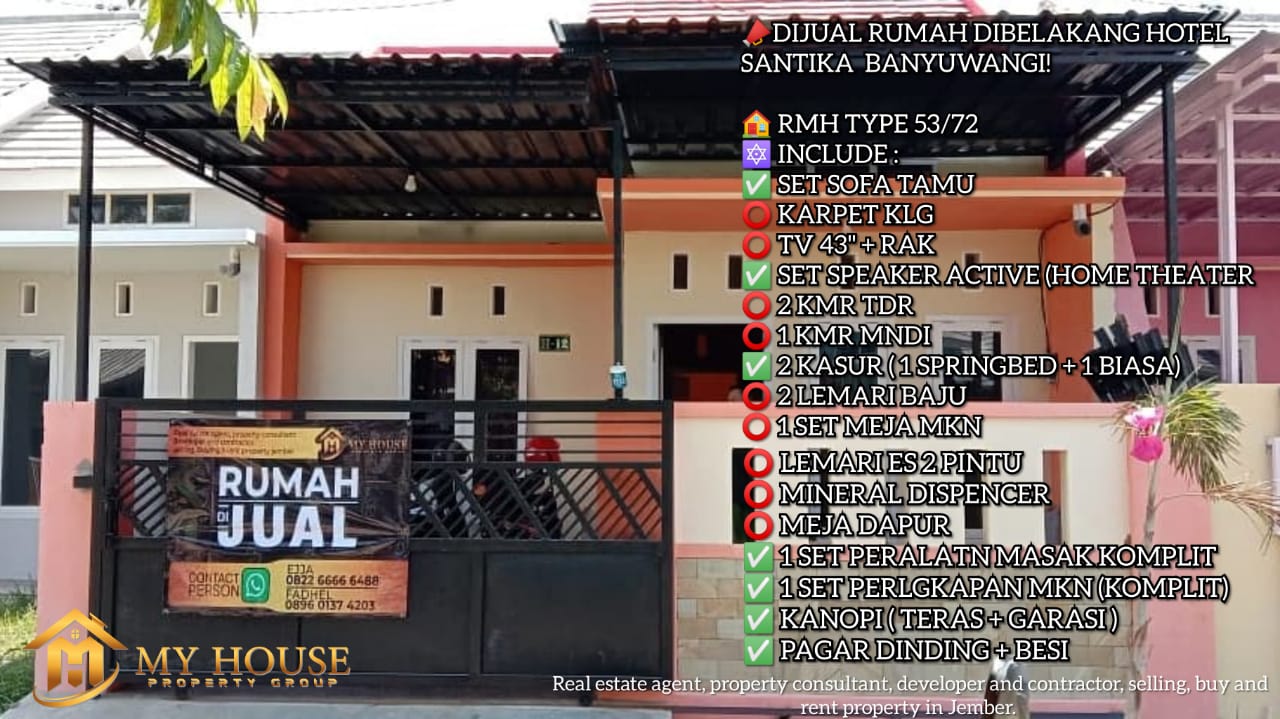 📣DIJUAL RUMAH DIBELAKANG HOTEL
SANTIKA BANYUWANGI!
🏠 RMH TYPE 53/72
🔯 INCLUDE :
✅ SET SOFA TAMU
⭕ KARPET KLG
⭕ TV 43" + RAK
✅ SET SPEAKER ACTIVE (HOME THEATER
⭕ 2 KMR TDR
⭕ 1 KMR MNDI
✅ 2 KASUR ( 1 SPRINGBED + 1 BIASA)
⭕ 2 LEMARI BAJU
⭕ 1 SET MEJA MKN
⭕ LEMARI ES 2 PINTU
⭕ MINERAL DISPENCER
⭕ MEJA DAPUR
✅ 1 SET PERALATN MASAK KOMPLIT
✅ 1 SET PERLGKAPAN MKN (KOMPLIT)
✅ KANOPI ( TERAS + GARASI )
✅ PAGAR DINDING + BESI
H-12
MY HOUSE
RUMAH
DI JUAL
CONTACT PERSON
EJJA
0822 6666 6488
FADHEL
0896 0137 4203
MY HOUSE
PROPERTY GROUP
Real estate agent, property consultant, developer and contractor, selling, buy and
rent property in Jember.